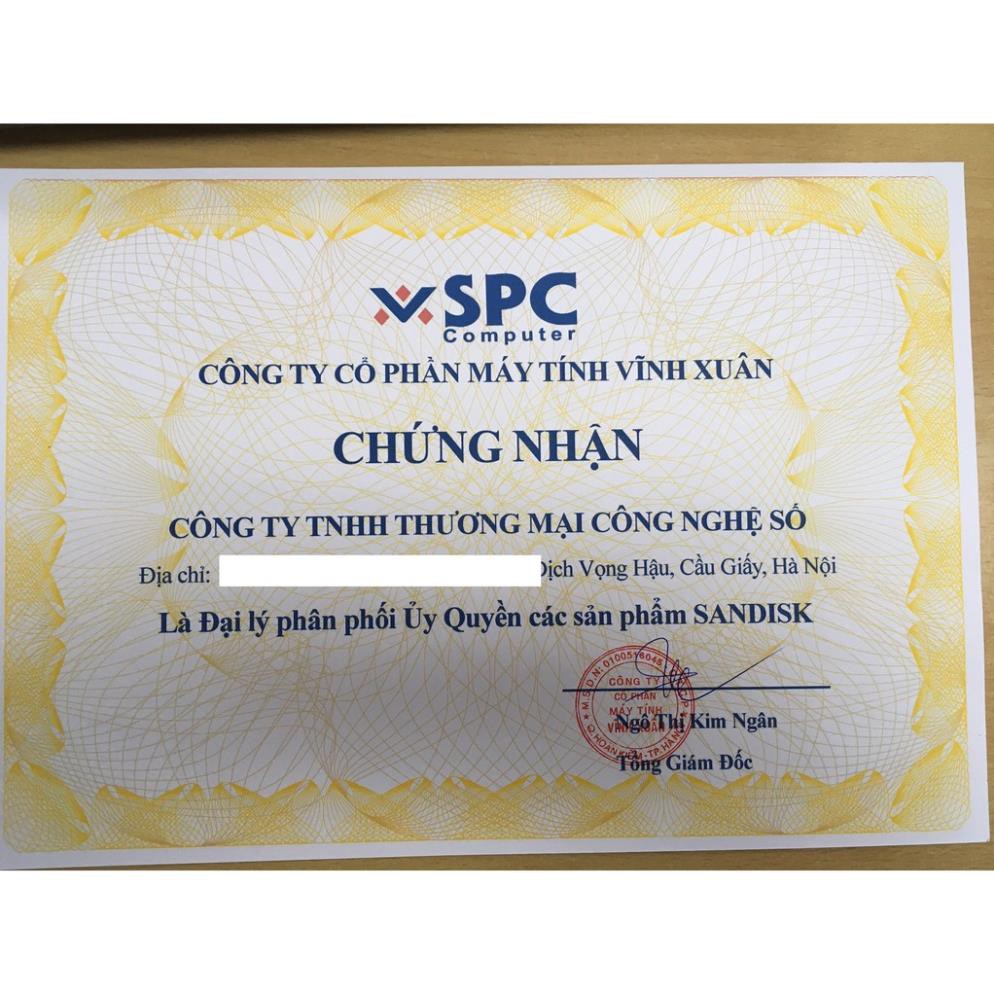 SPC
Computer
CÔNG TY CỔ PHẦN MÁY TÍNH VĨNH XUÂN
CHỨNG NHẬN
CÔNG TY TNHH THƯƠNG MẠI CÔNG NGHỆ SỐ
Địa chỉ: Dịch Vọng Hậu, Cầu Giấy, Hà Nội
Là Đại lý phân phối Ủy Quyền các sản phẩm SANDISK
CÔNG TY
CỔ PHẦN
MÁY TÍNH
VĨNH XUÂN
Ngô Thị Kim Ngân
Tổng Giám Đốc